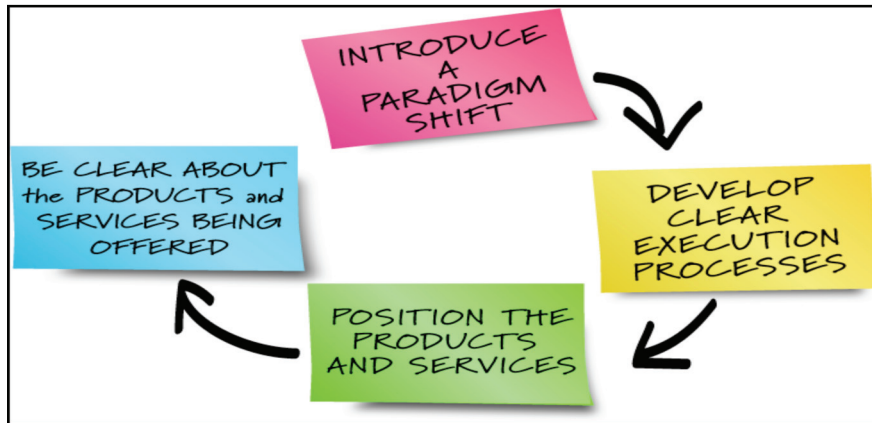 INTRODUCE
A
PARADIGM
SHIFT
DEVELOP
CLEAR
EXECUTION
PROCESSES
POSITION THE
PRODUCTS
AND SERVICES
BE CLEAR ABOUT
the PRODUCTS and
SERVICES BEING
OFFERED